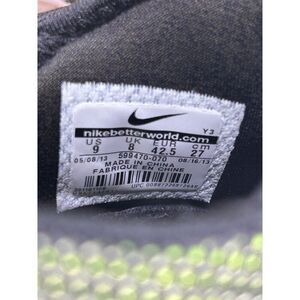 Y3
nikebetterworld.com
US UK EUR cm
9 8 42.5 27
05/08/13 599470-070 08/16/13
MADE IN CHINA
FABRIQUE EN CHINE